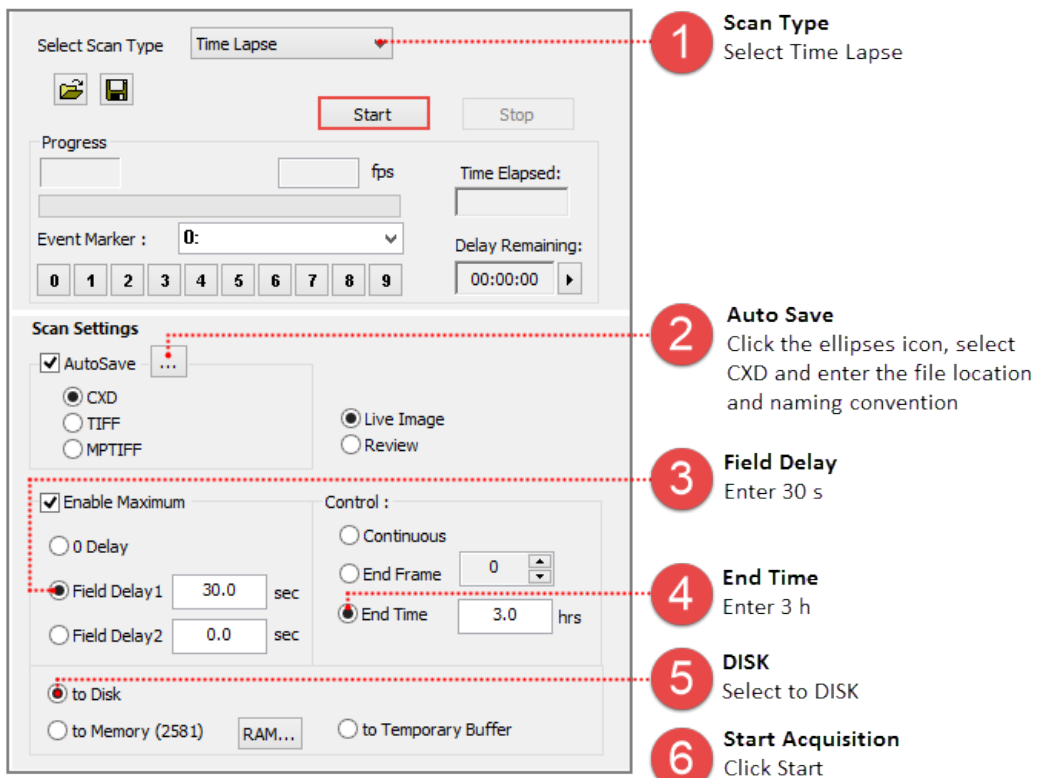 Select Scan Type
Time Lapse
Start
Stop
Progress
fps
Time Elapsed:
Event Marker :
0:
Delay Remaining:
0 1 2 3 4 5 6 7 8 9
00:00:00
Scan Settings
AutoSave
...
CXD
TIFF
MPTIFF
Live Image
Review
Enable Maximum
0 Delay
Field Delay1 30.0 sec
Field Delay2 0.0 sec
Control :
Continuous
End Frame 0
End Time 3.0 hrs
to Disk
to Memory (2581)
RAM...
to Temporary Buffer
1
Scan Type
Select Time Lapse
2
Auto Save
Click the ellipses icon, select
CXD and enter the file location
and naming convention
3
Field Delay
Enter 30 s
4
End Time
Enter 3 h
5
DISK
Select to DISK
6
Start Acquisition
Click Start